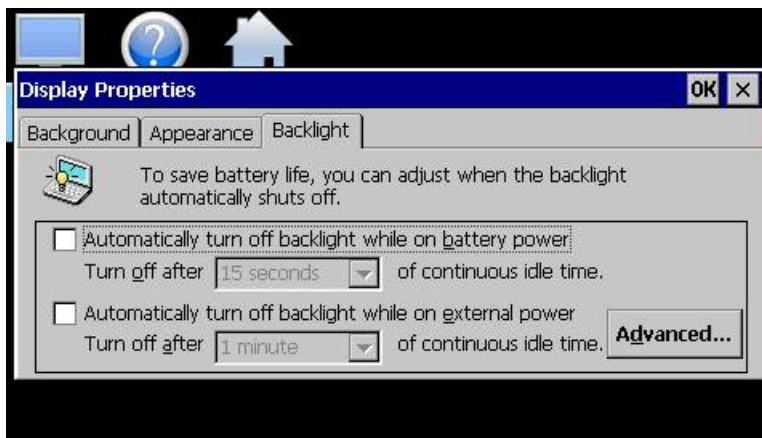 ?
Display Properties OK ×
Background Appearance Backlight
To save battery life, you can adjust when the backlight
automatically shuts off.
Automatically turn off backlight while on battery power
Turn off after 15 seconds of continuous idle time.
Automatically turn off backlight while on external power
Turn off after 1 minute of continuous idle time. Advanced...